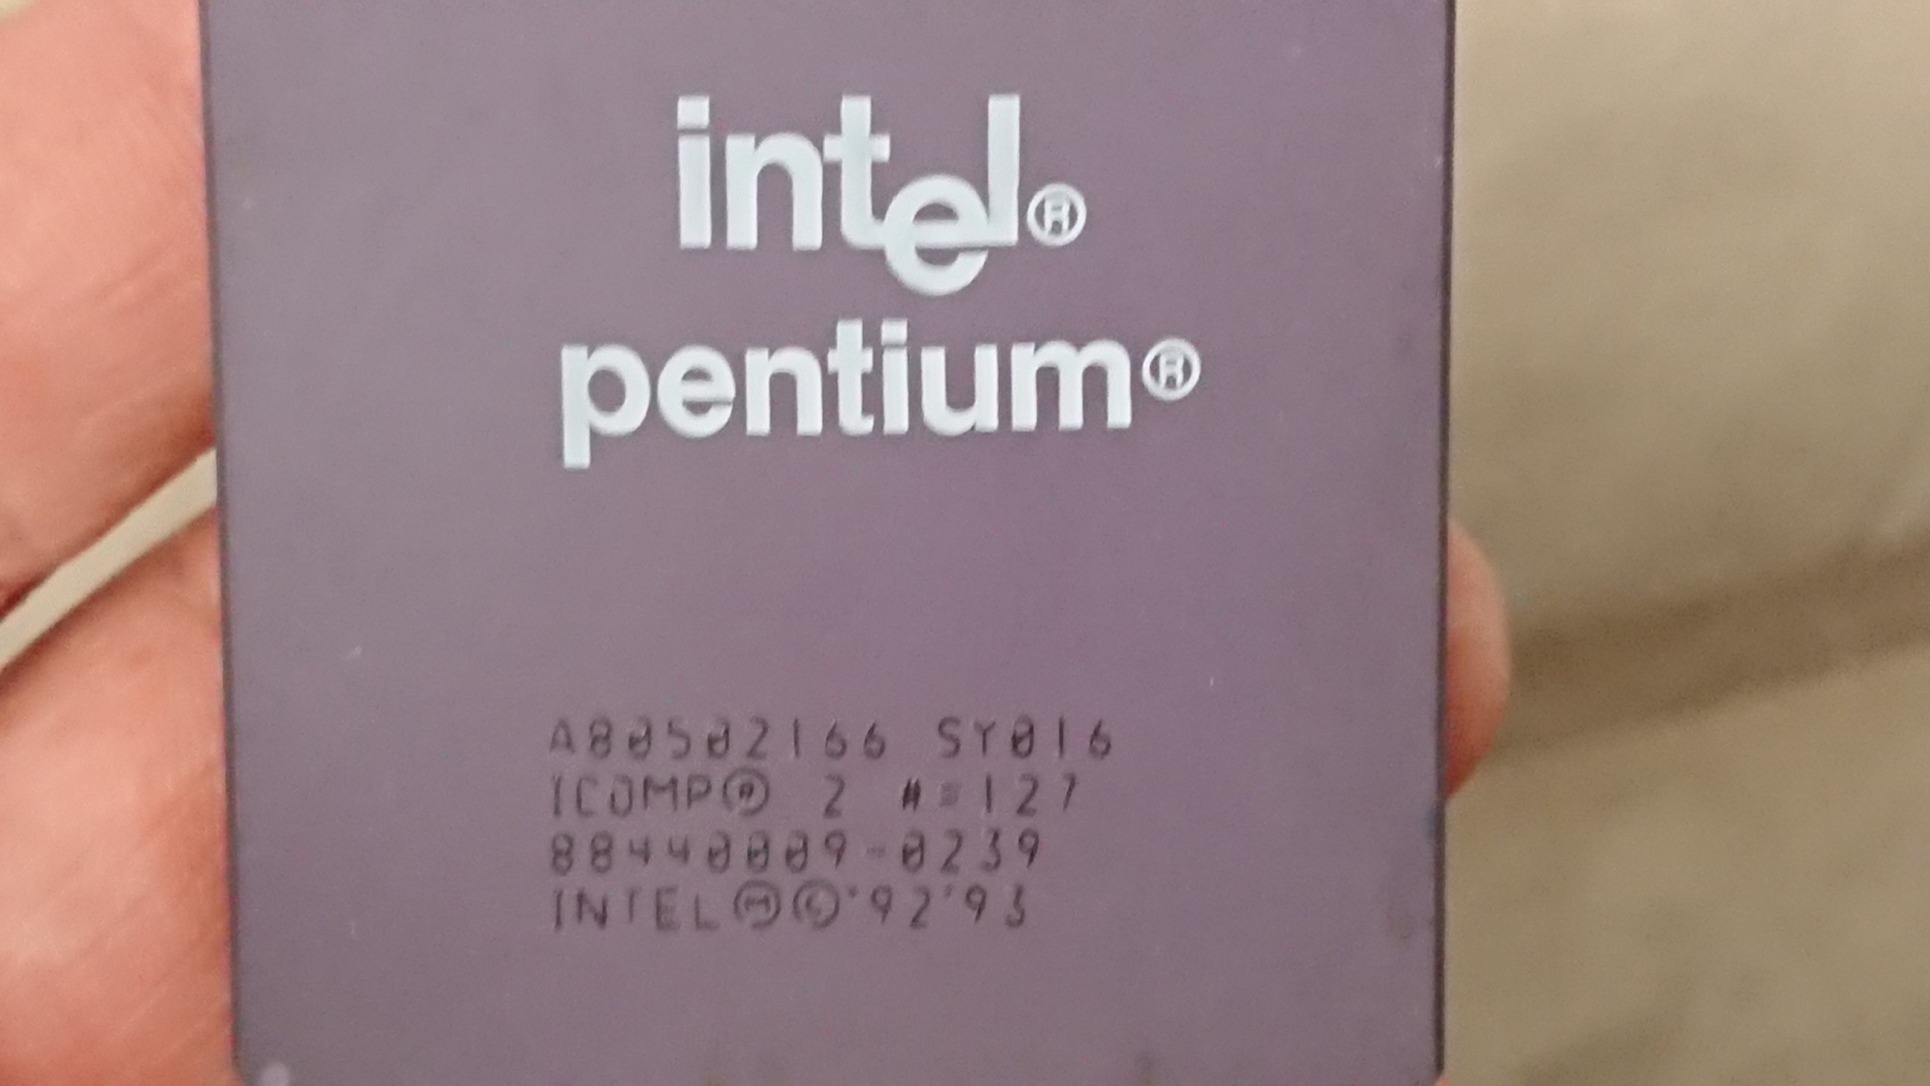 intel®
pentium®
A80502166 SY016
ICOMP® 2 #=127
88440009-0239
INTEL Ⓜ©'92'93